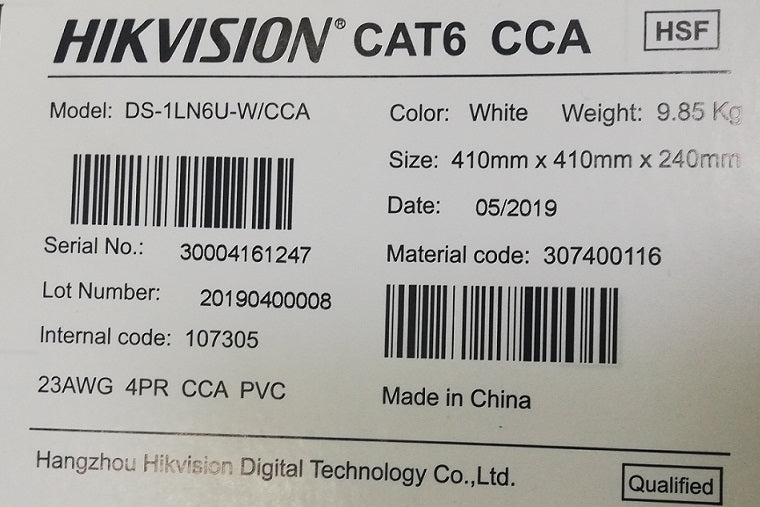 HIKVISION® CAT6 CCA HSF
Model: DS-1LN6U-W/CCA
Color: White Weight: 9.85 Kg
Size: 410mm x 410mm x 240mm
Date: 05/2019
Serial No.: 30004161247
Material code: 307400116
Lot Number: 20190400008
Internal code: 107305
23AWG 4PR CCA PVC
Made in China
Hangzhou Hikvision Digital Technology Co.,Ltd.
Qualified